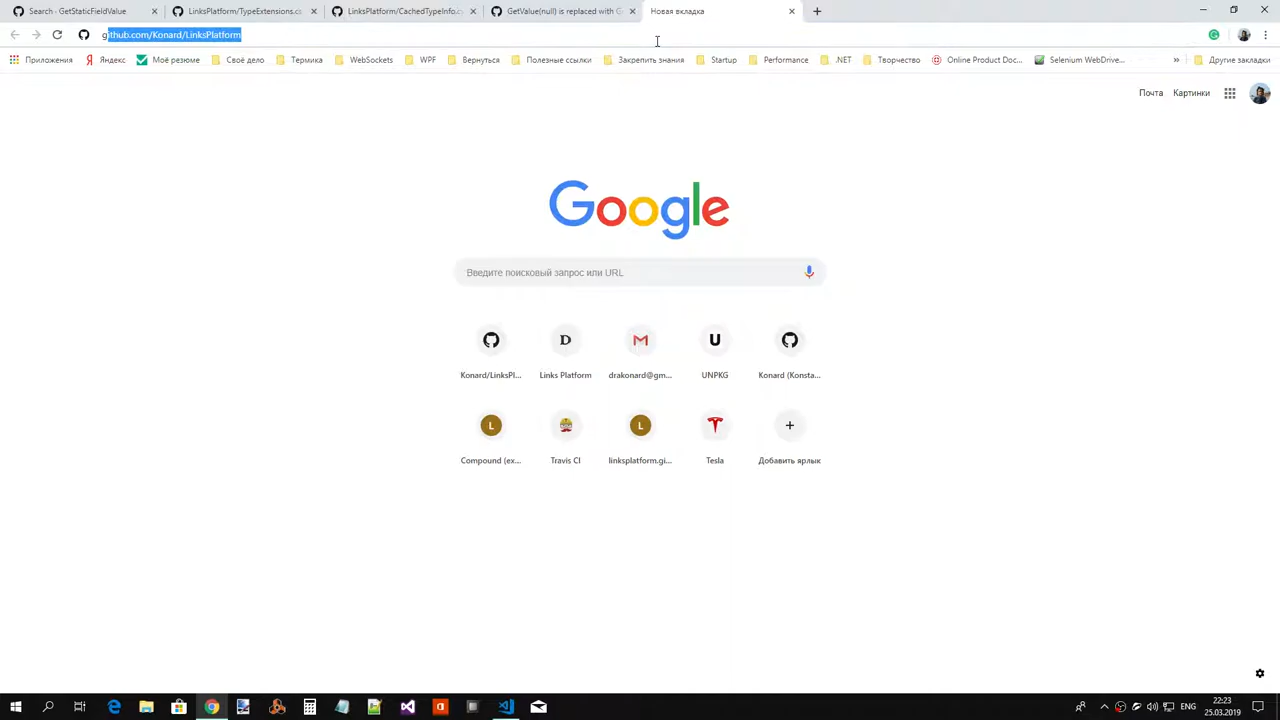 Search · GetStaticFieldValue
LinksPlatform/TypeExtensions.cs
LinksPlatform/CachedTypeInfo.cs
GetValue(null) is replaced with G
Новая вкладка
github.com/Konard/LinksPlatform
Приложения
Яндекс
Моё резюме
Своё дело
Термика
WebSockets
WPF
Вернуться
Полезные ссылки
Закрепить знания
Startup
Performance
.NET
Творчество
Online Product Doc...
Selenium WebDrive...
»
Другие закладки
Почта
Картинки
Google
Введите поисковый запрос или URL
Konard/LinksPl...
Links Platform
drakonard@gm...
UNPKG
Konard (Konsta...
Compound (ex...
Travis CI
linksplatform.gi...
Tesla
Добавить ярлык
ENG
22:23
25.03.2019